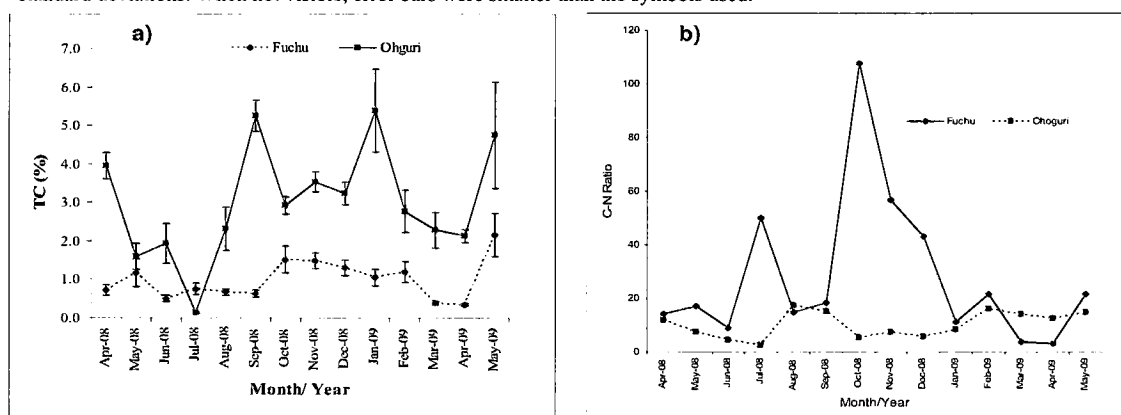 standard deviations. When not visible, error bars were smaller than the symbols used.
a)
Fuchu
Ohguri
7.0
6.0
5.0
4.0
3.0
2.0
1.0
0.0
TC (%)
Apr-08
May-08
Jun-08
Jul-08
Aug-08
Sep-08
Oct-08
Nov-08
Dec-08
Jan-09
Feb-09
Mar-09
Apr-09
May-09
Month/ Year
b)
120
100
80
60
40
20
0
C-N Ratio
Fuchu
Choguri
Apr-08
May-08
Jun-08
Jul-08
Aug-08
Sep-08
Oct-08
Nov-08
Dec-08
Jan-09
Feb-09
Mar-09
Apr-09
May-09
Month/Year